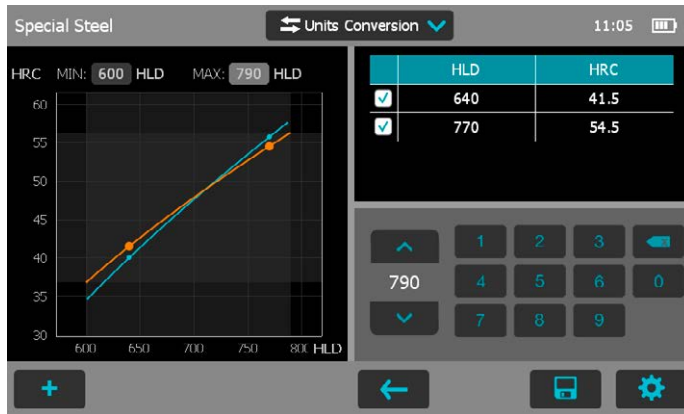 Special Steel
Units Conversion
11:05
HRC MIN: 600 HLD MAX: 790 HLD
60
55
50
45
40
35
30
600 650 700 750 800 HLD
HLD HRC
640 41.5
770 54.5
790
1 2 3
4 5 6 0
7 8 9